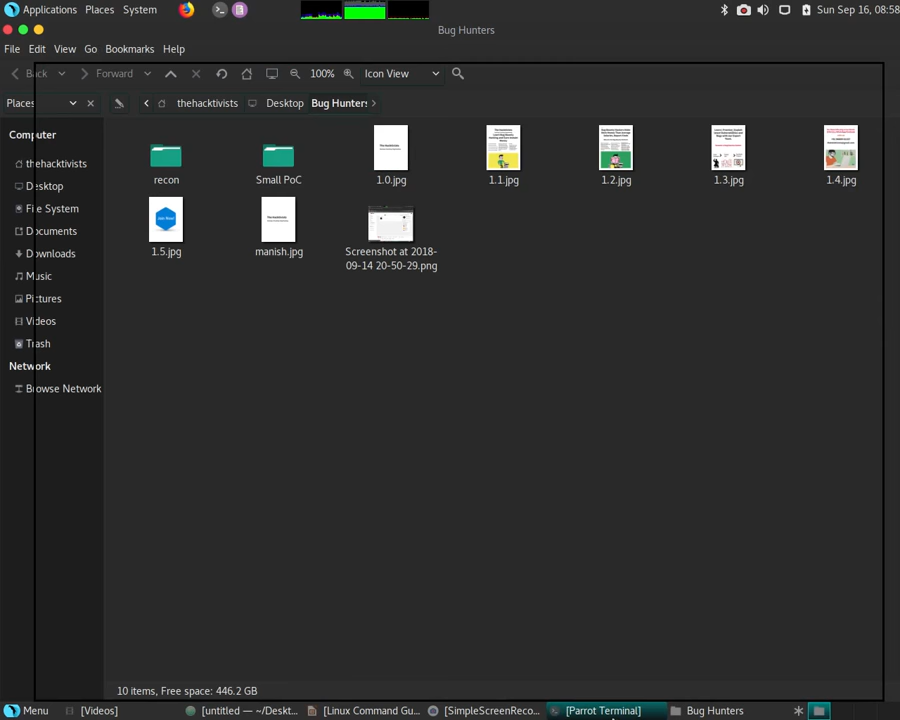 Applications Places System Sun Sep 16, 08:58
Bug Hunters
File Edit View Go Bookmarks Help
Back Forward 100% Icon View
Places thehacktivists Desktop Bug Hunters
Computer
thehacktivists
Desktop
File System
Documents
Downloads
Music
Pictures
Videos
Trash
Network
Browse Network
recon Small PoC 1.0.jpg 1.1.jpg 1.2.jpg 1.3.jpg 1.4.jpg
1.5.jpg manish.jpg Screenshot at 2018-
09-14 20-50-29.png
10 items, Free space: 446.2 GB
Menu [Videos] [untitled — ~/Deskt... [Linux Command Gu... [SimpleScreenReco... [Parrot Terminal] Bug Hunters